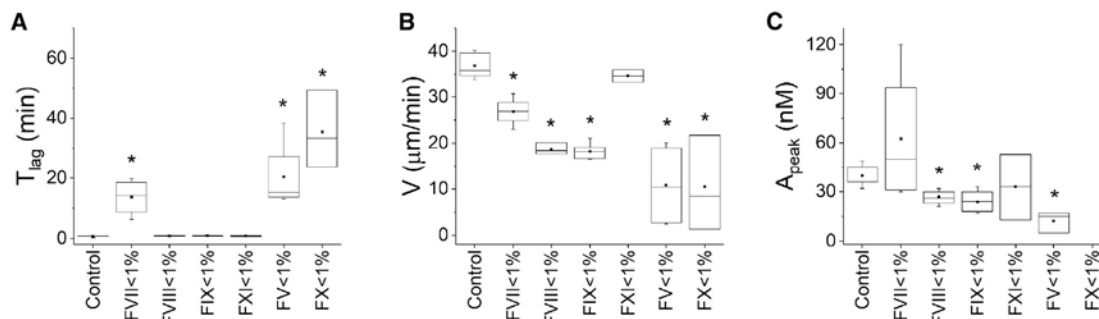 A
T_lag (min)
60
40
20
0
*
*
*
Control
FVII<1%
FVIII<1%
FIX<1%
FXI<1%
FV<1%
FX<1%
B
V (μm/min)
40
30
20
10
0
*
*
*
*
*
Control
FVII<1%
FVIII<1%
FIX<1%
FXI<1%
FV<1%
FX<1%
C
A_peak (nM)
120
90
60
30
0
*
*
*
Control
FVII<1%
FVIII<1%
FIX<1%
FXI<1%
FV<1%
FX<1%